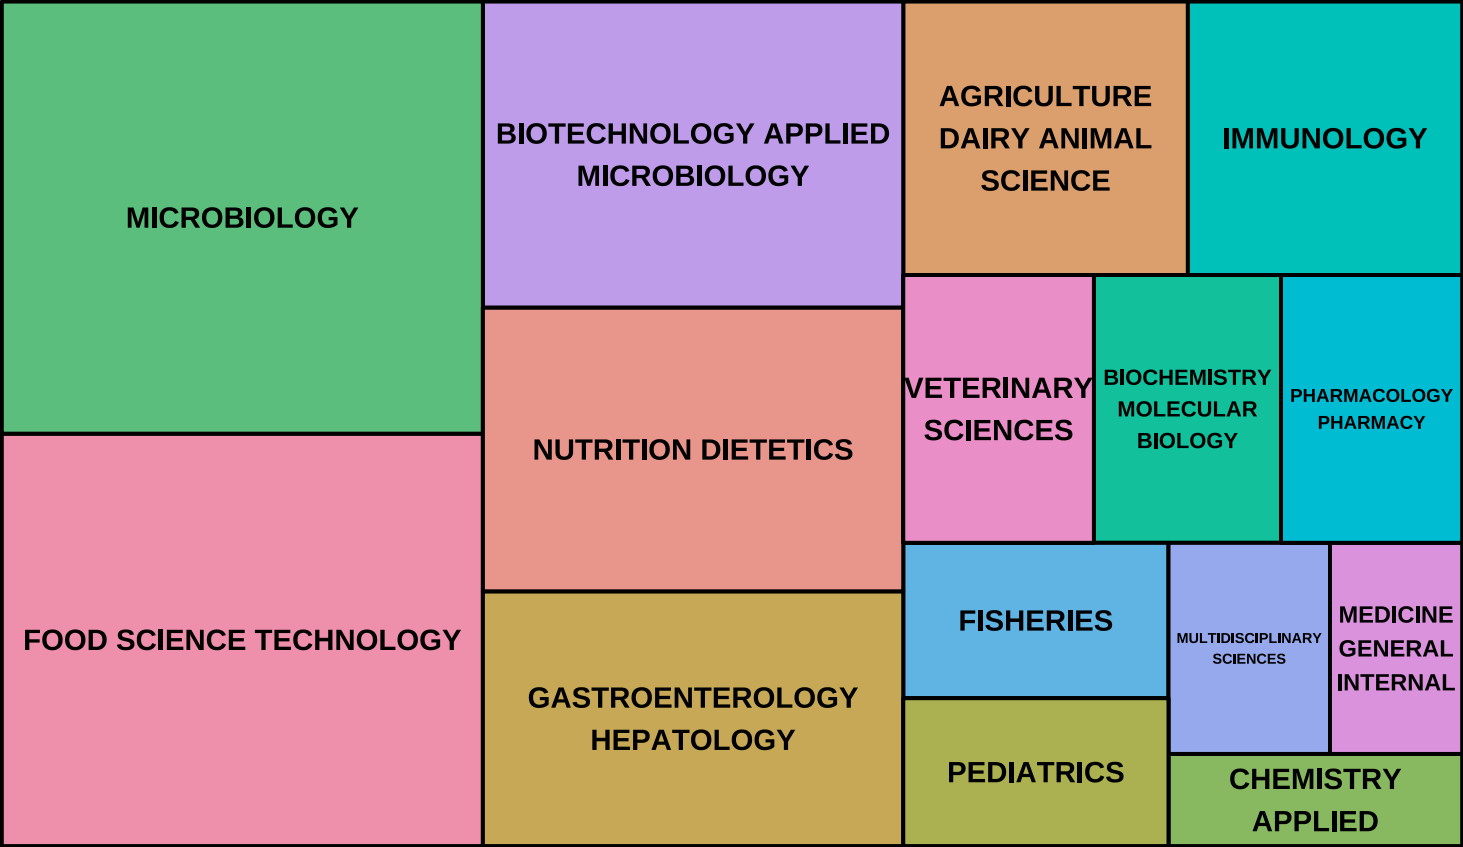 MICROBIOLOGY
FOOD SCIENCE TECHNOLOGY
BIOTECHNOLOGY APPLIED
MICROBIOLOGY
NUTRITION DIETETICS
GASTROENTEROLOGY
HEPATOLOGY
AGRICULTURE
DAIRY ANIMAL
SCIENCE
IMMUNOLOGY
VETERINARY
SCIENCES
BIOCHEMISTRY
MOLECULAR
BIOLOGY
PHARMACOLOGY
PHARMACY
FISHERIES
PEDIATRICS
MULTIDISCIPLINARY
SCIENCES
MEDICINE
GENERAL
INTERNAL
CHEMISTRY
APPLIED